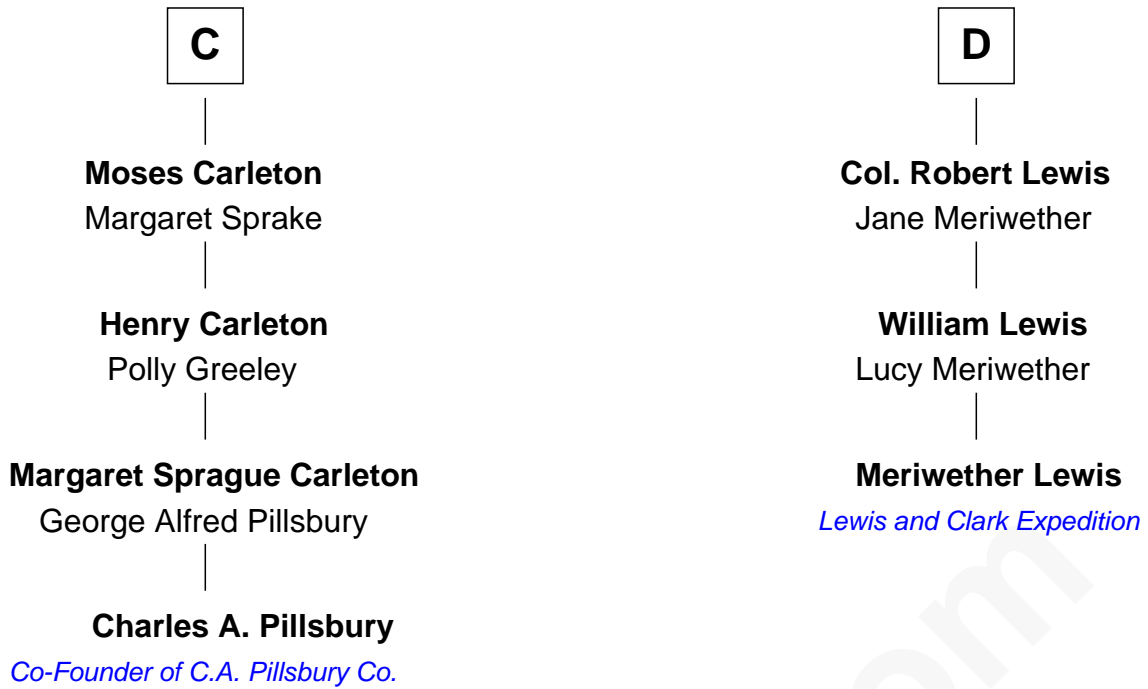 C
Moses Carleton
Margaret Sprake
Henry Carleton
Polly Greeley
Margaret Sprague Carleton
George Alfred Pillsbury
Charles A. Pillsbury
Co-Founder of C.A. Pillsbury Co.
D
Col. Robert Lewis
Jane Meriwether
William Lewis
Lucy Meriwether
Meriwether Lewis
Lewis and Clark Expedition
om